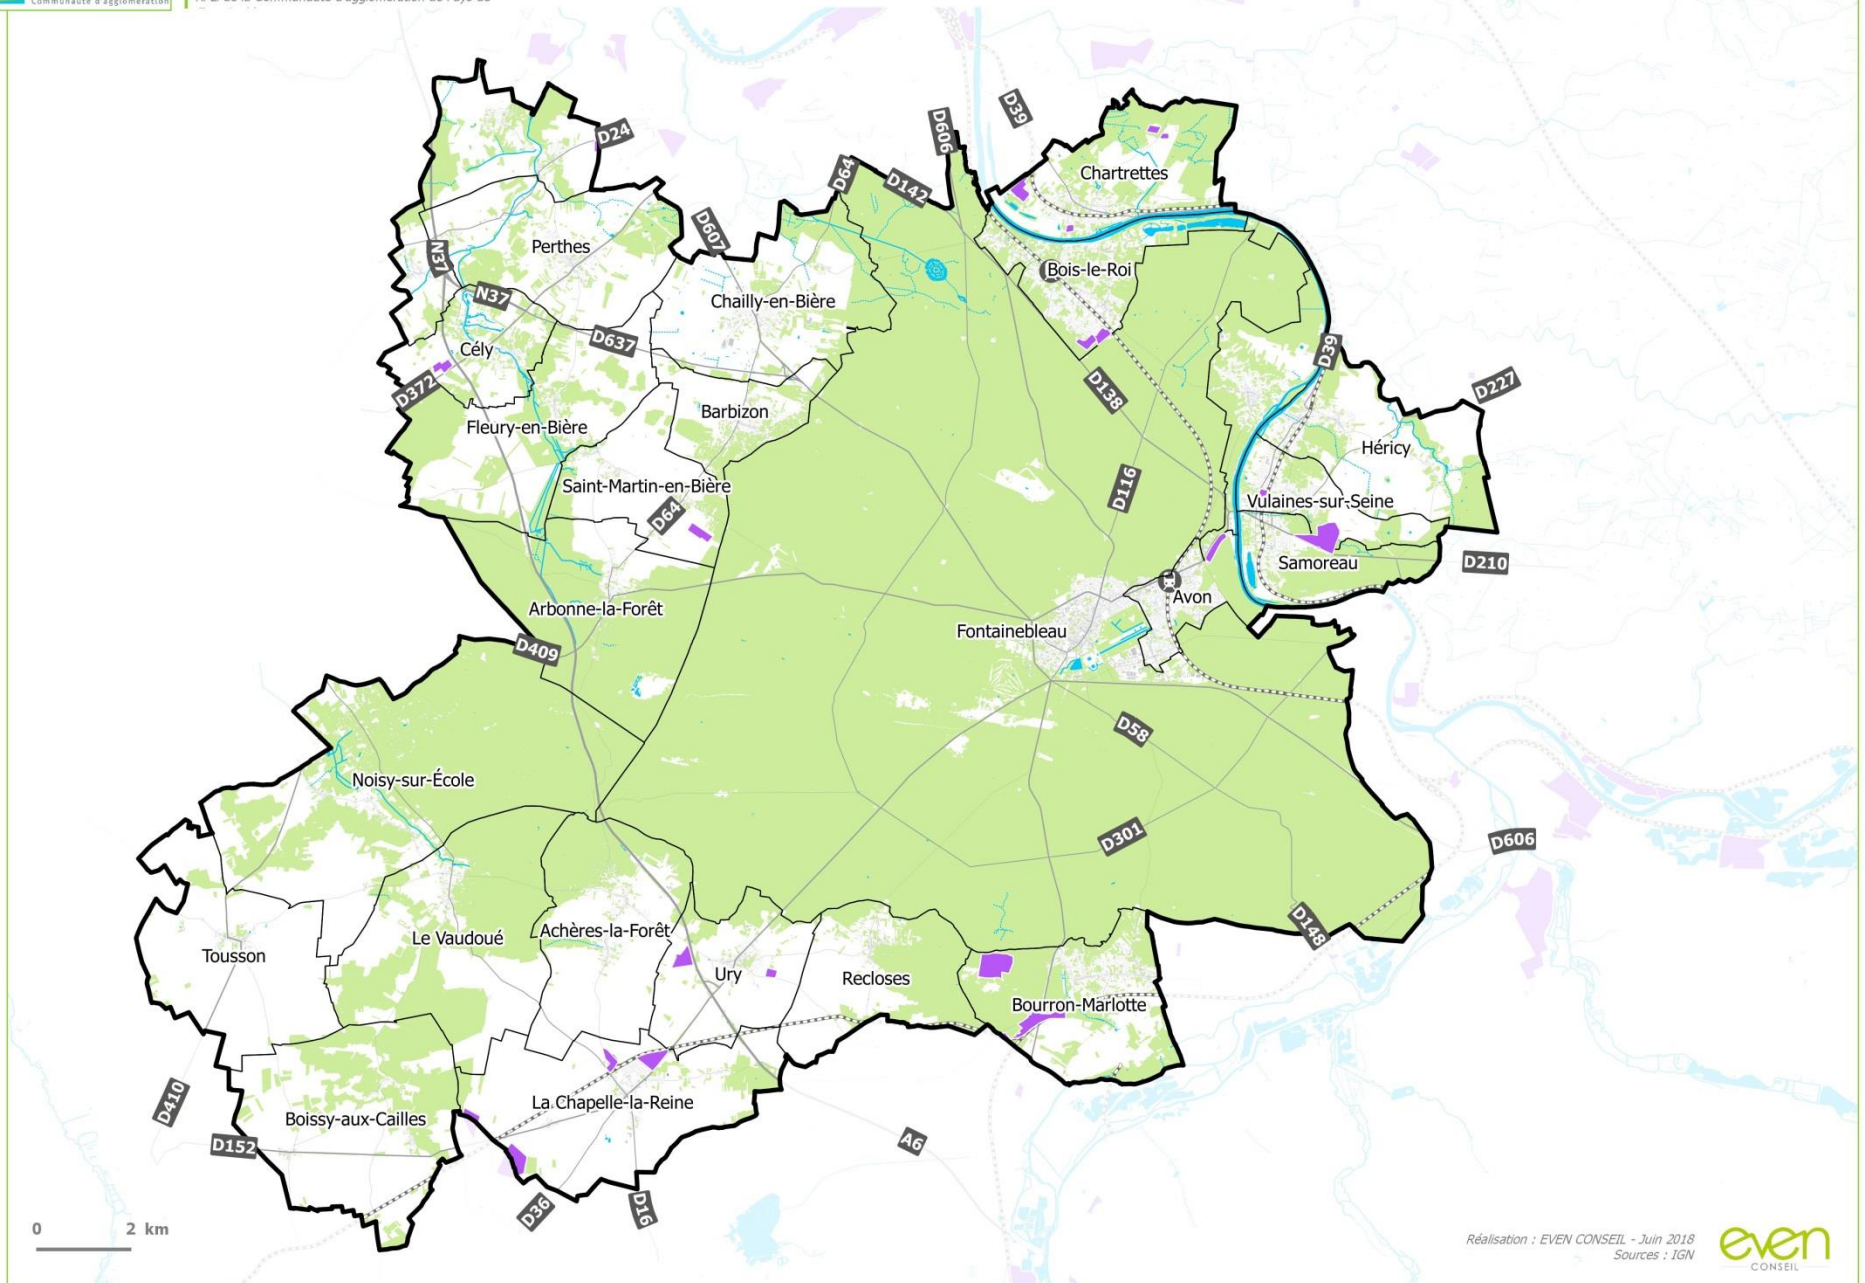 Communauté d'agglomération
D24
D39
D606
D64
D142
Chartrettes
D607
N37
Perthes
Bois-le-Roi
N37
Chailly-en-Bière
D637
Cély
D39
D372
D138
D227
Barbizon
Fleury-en-Bière
Héricy
Saint-Martin-en-Bière
D116
Vulaines-sur-Seine
D64
Samoreau
D210
Avon
Arbonne-la-Forêt
Fontainebleau
D409
D58
Noisy-sur-École
D301
D606
Achères-la-Forêt
D148
Le Vaudoué
Tousson
Ury
Recloses
Bourron-Marlotte
D410
La Chapelle-la-Reine
Boissy-aux-Cailles
D152
A6
D36
D16
0 2 km
Réalisation : EVEN CONSEIL - Juin 2018
Sources : IGN
even
CONSEIL